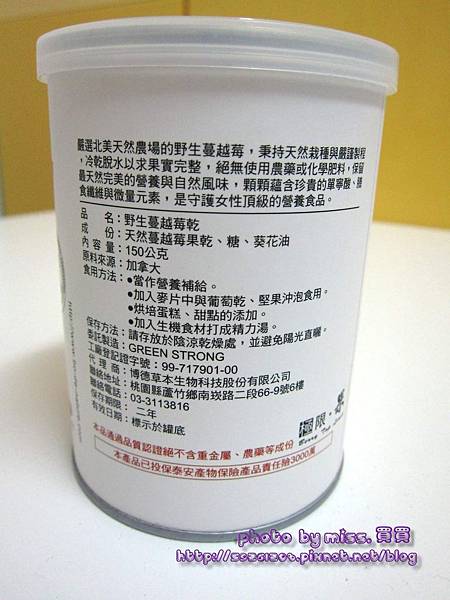 嚴選北美天然農場的野生蔓越莓，秉持天然栽種與嚴謹製程
，冷乾脫水以求果實完整，絕無使用農藥或化學肥料，保留
最天然完美的營養與自然風味，顆顆蘊含珍貴的單寧酸、膳
食纖維與微量元素，是守護女性頂級的營養食品。
品　　名：野生蔓越莓乾
成　　份：天然蔓越莓果乾、糖、葵花油
內 容 量：150公克
原料來源：加拿大
食用方法：●當作營養補給。
●加入麥片中與葡萄乾、堅果沖泡食用。
●烘培蛋糕、甜點的添加。
●加入生機食材打成精力湯。
保存方法：請存放於陰涼乾燥處，並避免陽光直曬。
委託製造：GREEN STRONG
工廠登記證字號：99-717901-00
代 理 商：博德草本生物科技股份有限公司
聯絡地址：桃園縣蘆竹鄉南崁路二段66-9號6樓
聯絡電話：03-3113816
保存期限：二年
有效日期：標示於罐底
極限‧莓
本品通過品質認證絕不含重金屬、農藥等成份
本產品已投保泰安產物保險產品責任險3000萬
photo by miss.買買